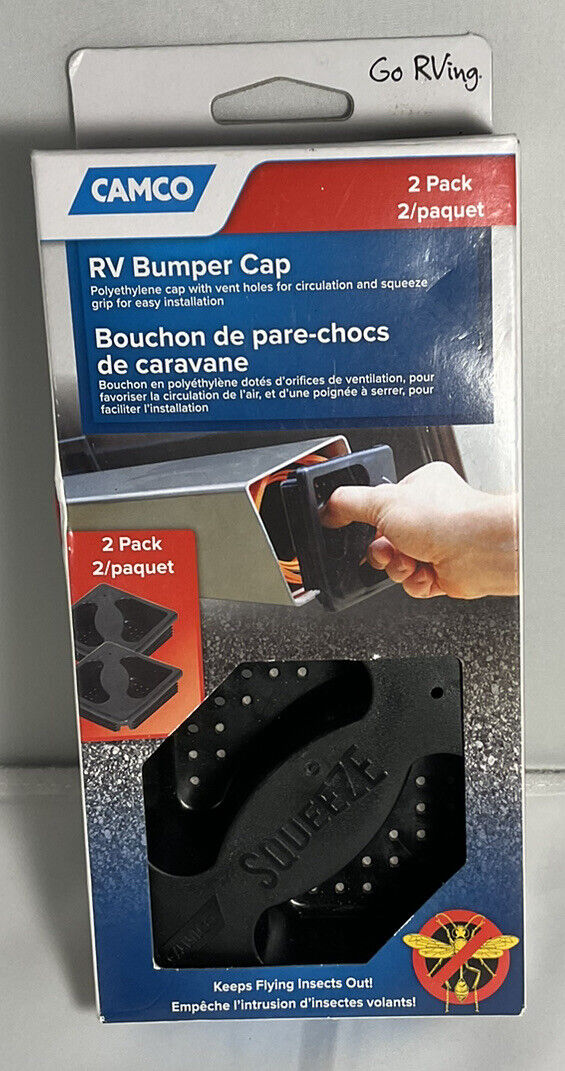 Go RVing.
CAMCO
2 Pack
2/paquet
RV Bumper Cap
Polyethylene cap with vent holes for circulation and squeeze
grip for easy installation
Bouchon de pare-chocs
de caravane
Bouchon en polyéthylène dotés d'orifices de ventilation, pour
favoriser la circulation de l'air, et d'une poignée à serrer, pour
faciliter l'installation
2 Pack
2/paquet
SQUEEZE
CAMCO
Keeps Flying Insects Out!
Empêche l'intrusion d'insectes volants!